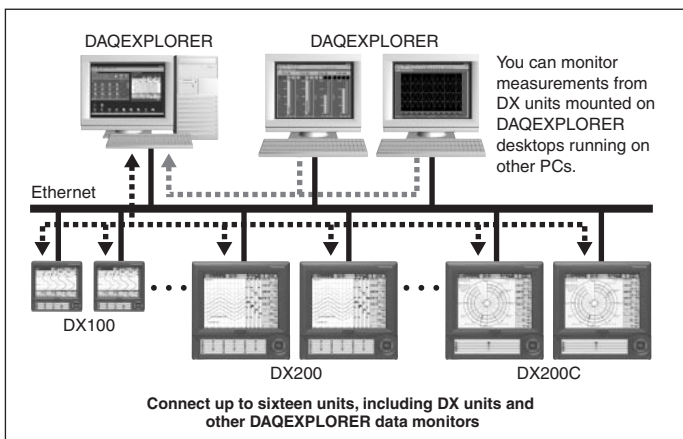 DAQEXPLORER
DAQEXPLORER
You can monitor
measurements from
DX units mounted on
DAQEXPLORER
desktops running on
other PCs.
Ethernet
DX100
DX200
DX200C
Connect up to sixteen units, including DX units and
other DAQEXPLORER data monitors